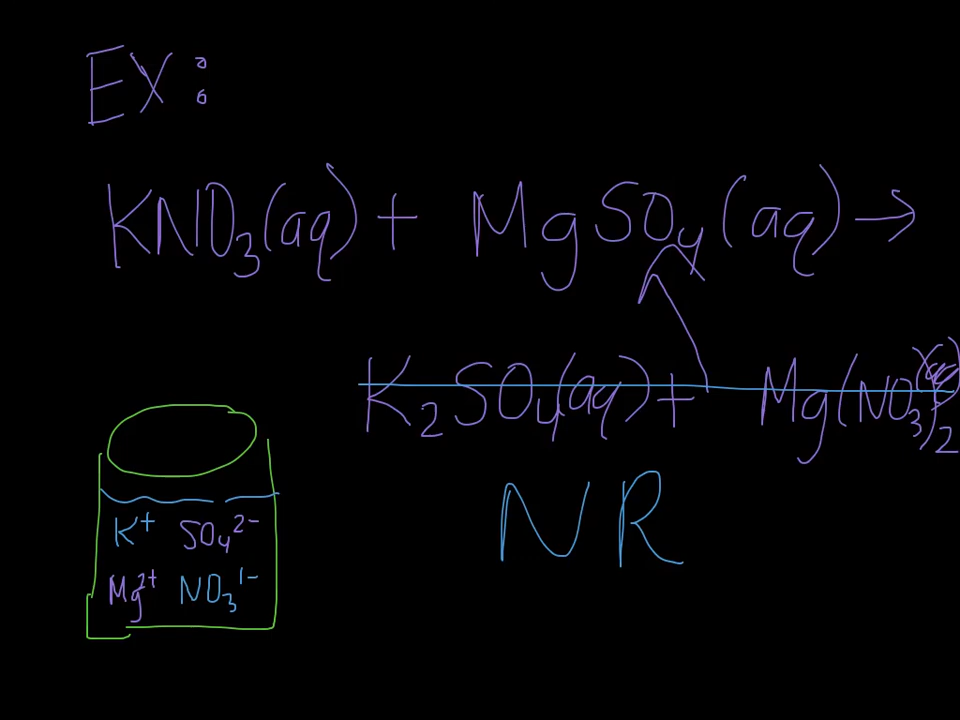 EX:
KNO₃(aq) + MgSO₄(aq) →
K₂SO₄(aq) + Mg(NO₃)₂
NR
K⁺ SO₄²⁻
Mg²⁺ NO₃¹⁻